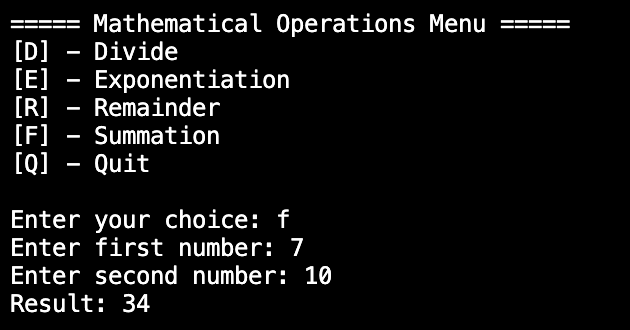 ===== Mathematical Operations Menu =====
[D] - Divide
[E] - Exponentiation
[R] - Remainder
[F] - Summation
[Q] - Quit
Enter your choice: f
Enter first number: 7
Enter second number: 10
Result: 34